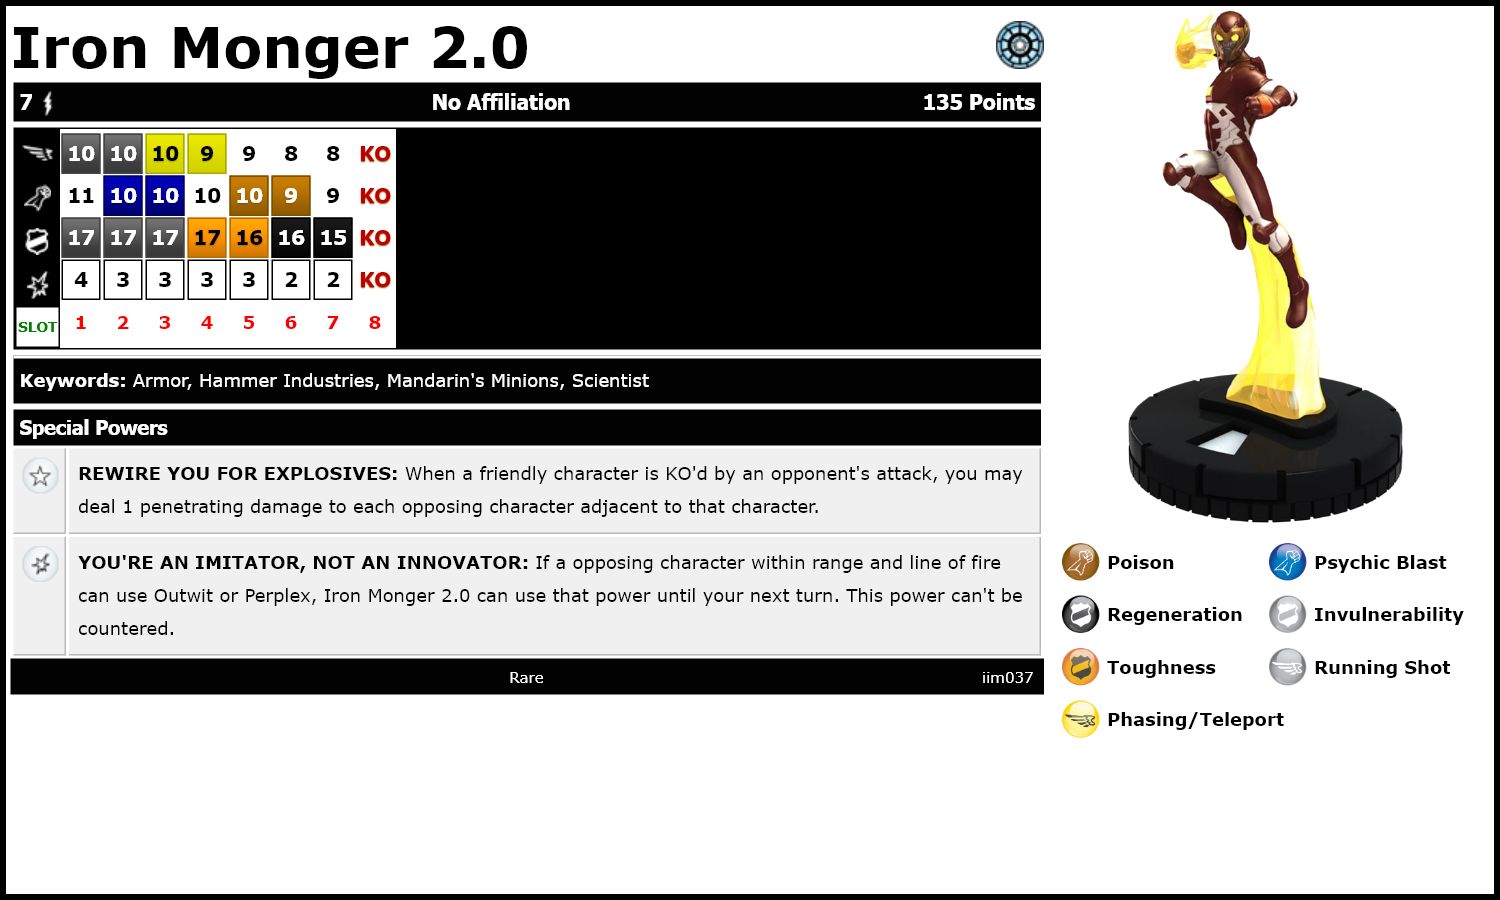 Iron Monger 2.0
7 No Affiliation 135 Points
10 10 10 9 9 8 8 KO
11 10 10 10 10 9 9 KO
17 17 17 17 16 16 15 KO
4 3 3 3 3 2 2 KO
SLOT 1 2 3 4 5 6 7 8
Keywords: Armor, Hammer Industries, Mandarin's Minions, Scientist
Special Powers
REWIRE YOU FOR EXPLOSIVES: When a friendly character is KO'd by an opponent's attack, you may
deal 1 penetrating damage to each opposing character adjacent to that character.
YOU'RE AN IMITATOR, NOT AN INNOVATOR: If a opposing character within range and line of fire
can use Outwit or Perplex, Iron Monger 2.0 can use that power until your next turn. This power can't be
countered.
Rare iim037
Poison Psychic Blast
Regeneration Invulnerability
Toughness Running Shot
Phasing/Teleport